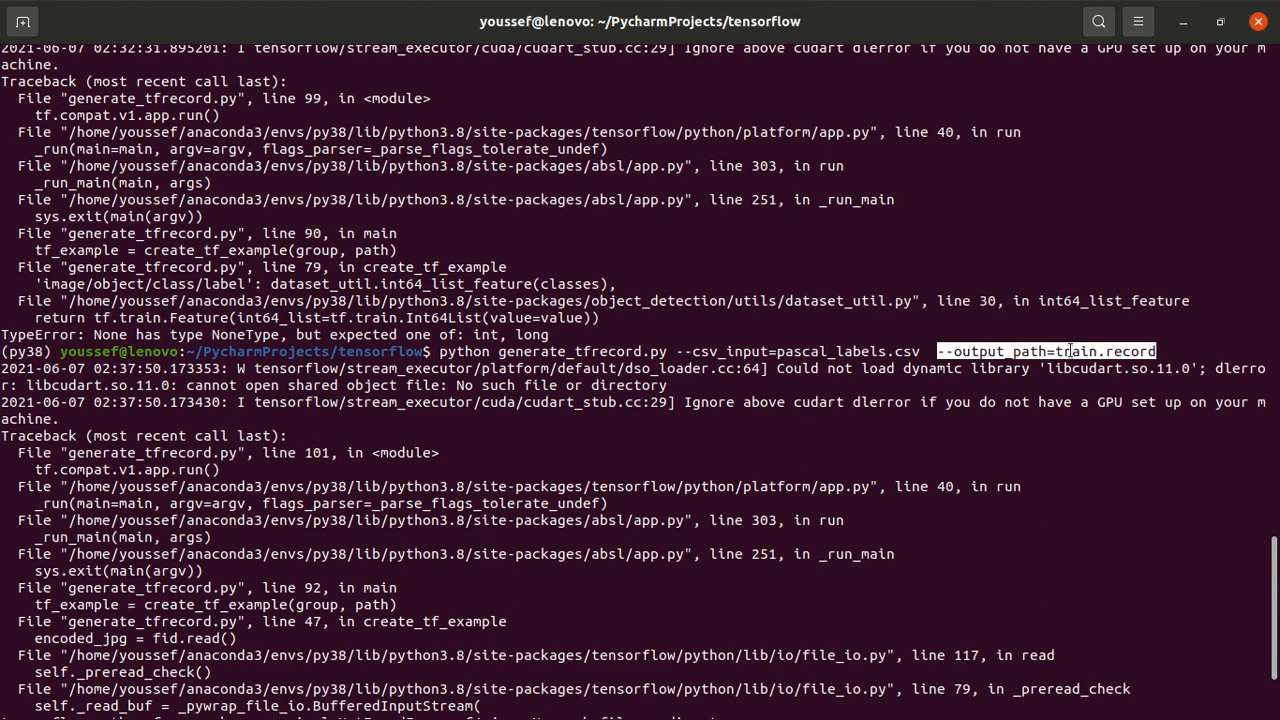 youssef@lenovo: ~/PycharmProjects/tensorflow
2021-06-07 02:32:31.895201: I tensorflow/stream_executor/cuda/cudart_stub.cc:29] Ignore above cudart dlerror if you do not have a GPU set up on your m
achine.
Traceback (most recent call last):
  File "generate_tfrecord.py", line 99, in <module>
    tf.compat.v1.app.run()
  File "/home/youssef/anaconda3/envs/py38/lib/python3.8/site-packages/tensorflow/python/platform/app.py", line 40, in run
    _run(main=main, argv=argv, flags_parser=_parse_flags_tolerate_undef)
  File "/home/youssef/anaconda3/envs/py38/lib/python3.8/site-packages/absl/app.py", line 303, in run
    _run_main(main, args)
  File "/home/youssef/anaconda3/envs/py38/lib/python3.8/site-packages/absl/app.py", line 251, in _run_main
    sys.exit(main(argv))
  File "generate_tfrecord.py", line 90, in main
    tf_example = create_tf_example(group, path)
  File "generate_tfrecord.py", line 79, in create_tf_example
    'image/object/class/label': dataset_util.int64_list_feature(classes),
  File "/home/youssef/anaconda3/envs/py38/lib/python3.8/site-packages/object_detection/utils/dataset_util.py", line 30, in int64_list_feature
    return tf.train.Feature(int64_list=tf.train.Int64List(value=value))
TypeError: None has type NoneType, but expected one of: int, long
(py38) youssef@lenovo:~/PycharmProjects/tensorflow$ python generate_tfrecord.py --csv_input=pascal_labels.csv  --output_path=train.record
2021-06-07 02:37:50.173353: W tensorflow/stream_executor/platform/default/dso_loader.cc:64] Could not load dynamic library 'libcudart.so.11.0'; dlerro
r: libcudart.so.11.0: cannot open shared object file: No such file or directory
2021-06-07 02:37:50.173430: I tensorflow/stream_executor/cuda/cudart_stub.cc:29] Ignore above cudart dlerror if you do not have a GPU set up on your m
achine.
Traceback (most recent call last):
  File "generate_tfrecord.py", line 101, in <module>
    tf.compat.v1.app.run()
  File "/home/youssef/anaconda3/envs/py38/lib/python3.8/site-packages/tensorflow/python/platform/app.py", line 40, in run
    _run(main=main, argv=argv, flags_parser=_parse_flags_tolerate_undef)
  File "/home/youssef/anaconda3/envs/py38/lib/python3.8/site-packages/absl/app.py", line 303, in run
    _run_main(main, args)
  File "/home/youssef/anaconda3/envs/py38/lib/python3.8/site-packages/absl/app.py", line 251, in _run_main
    sys.exit(main(argv))
  File "generate_tfrecord.py", line 92, in main
    tf_example = create_tf_example(group, path)
  File "generate_tfrecord.py", line 47, in create_tf_example
    encoded_jpg = fid.read()
  File "/home/youssef/anaconda3/envs/py38/lib/python3.8/site-packages/tensorflow/python/lib/io/file_io.py", line 117, in read
    self._preread_check()
  File "/home/youssef/anaconda3/envs/py38/lib/python3.8/site-packages/tensorflow/python/lib/io/file_io.py", line 79, in _preread_check
    self._read_buf = _pywrap_file_io.BufferedInputStream(